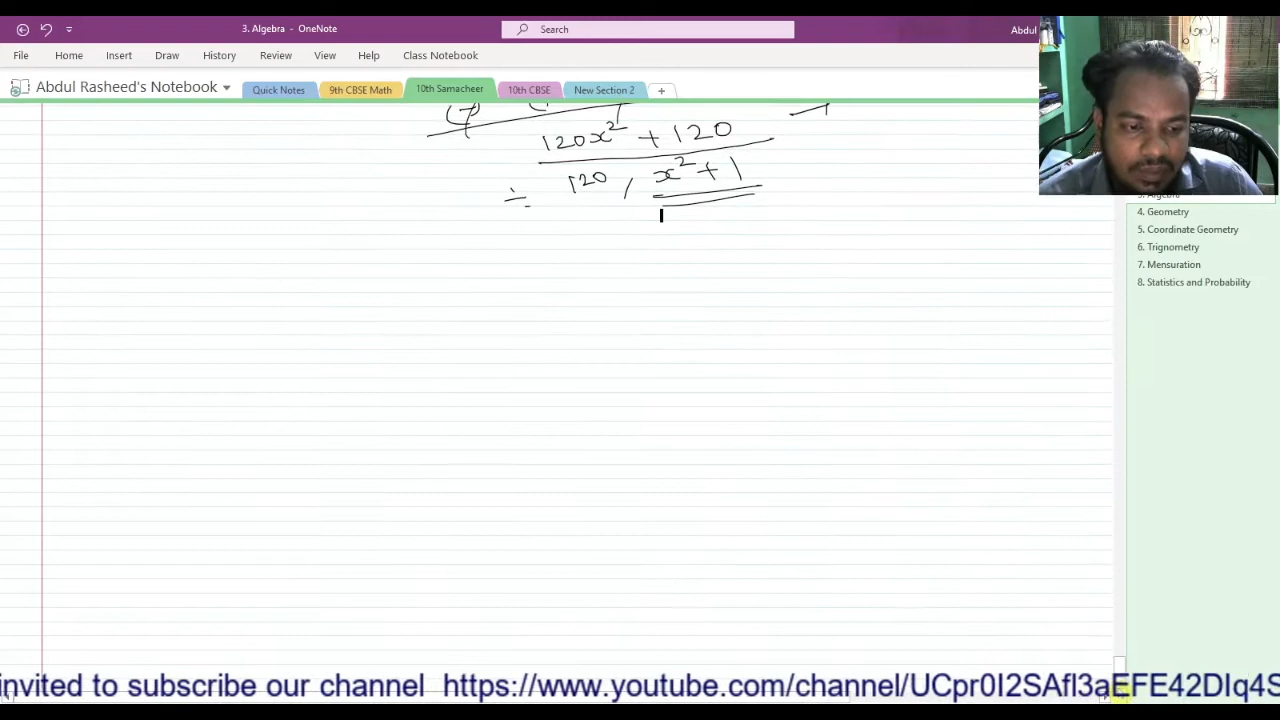 3. Algebra - OneNote
Search
Abdul
File Home Insert Draw History Review View Help Class Notebook
Abdul Rasheed's Notebook
Quick Notes 9th CBSE Math 10th Samacheer 10th CBSE New Section 2
120x² + 120
÷ 120, x² + 1
3. Algebra
4. Geometry
5. Coordinate Geometry
6. Trignometry
7. Mensuration
8. Statistics and Probability
invited to subscribe our channel https://www.youtube.com/channel/UCpr0I2SAfI3aEFE42DIq4S